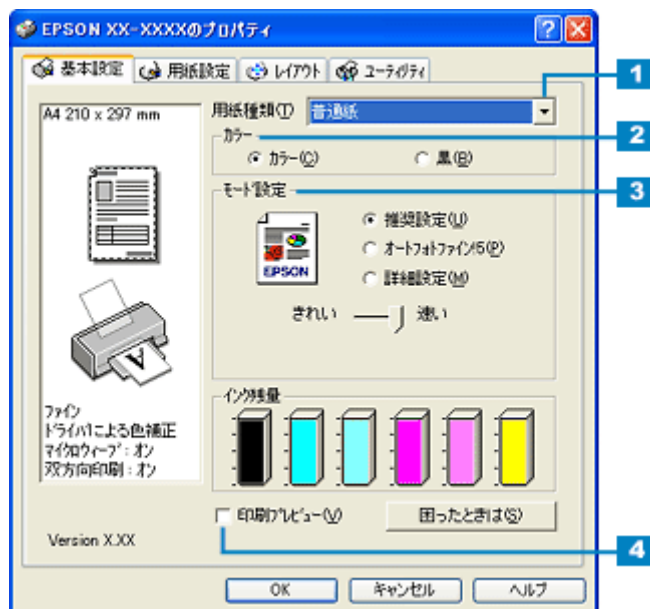 EPSON XX-XXXXのプロパティ
基本設定 用紙設定 レイアウト ユーティリティ
1
A4 210 x 297 mm
用紙種類(T) 普通紙
カラー
2
カラー(C) 黒(B)
モード設定
3
推奨設定(U)
オートフォトファイン!5(P)
EPSON
詳細設定(M)
きれい 速い
A
インク残量
ファイン
ドライバによる色補正
マイクロウィーブ:オン
双方向印刷:オン
印刷プレビュー(V) 困ったときは(S)
Version X.XX
4
OK キャンセル ヘルプ